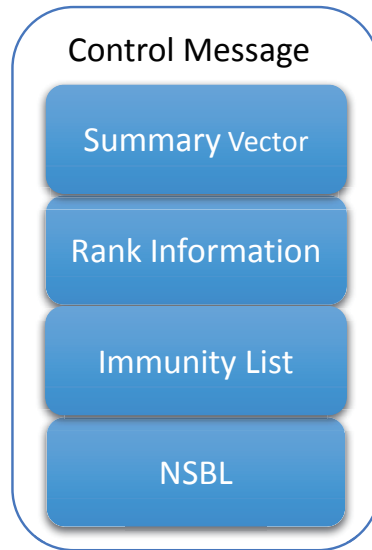 Control Message
Summary Vector
Rank Information
Immunity List
NSBL